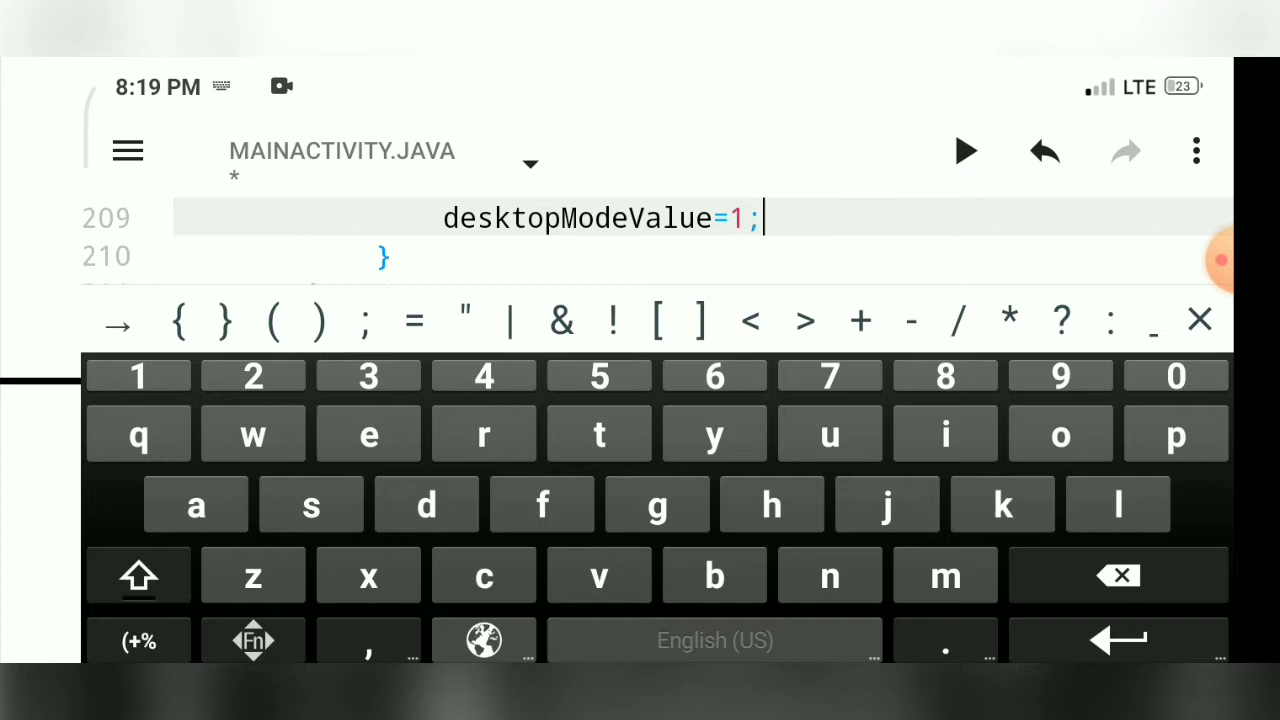 8:19 PM LTE 23
MAINACTIVITY.JAVA
*
209 desktopModeValue=1;
210 }
→ { } ( ) ; = " | & ! [ ] < > + - / * ? : _ ×
1 2 3 4 5 6 7 8 9 0
q w e r t y u i o p
a s d f g h j k l
z x c v b n m
(+% Fn , English (US) .